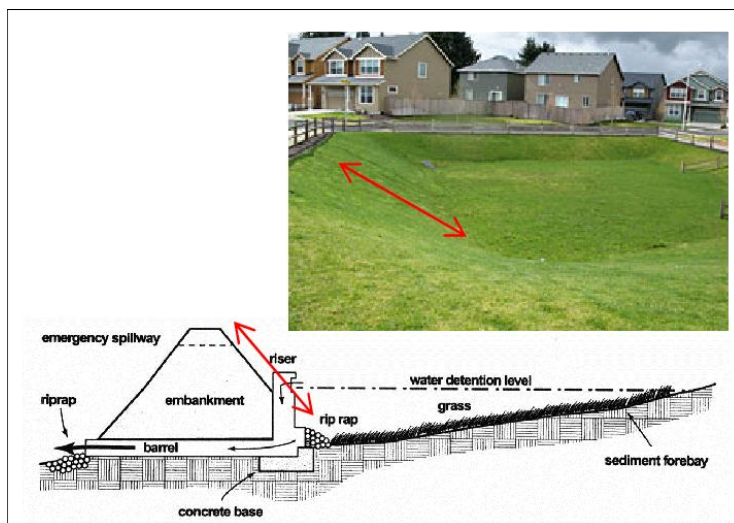 emergency spillway
riser
water detention level
riprap
embankment
rip rap
grass
barrel
sediment forebay
concrete base